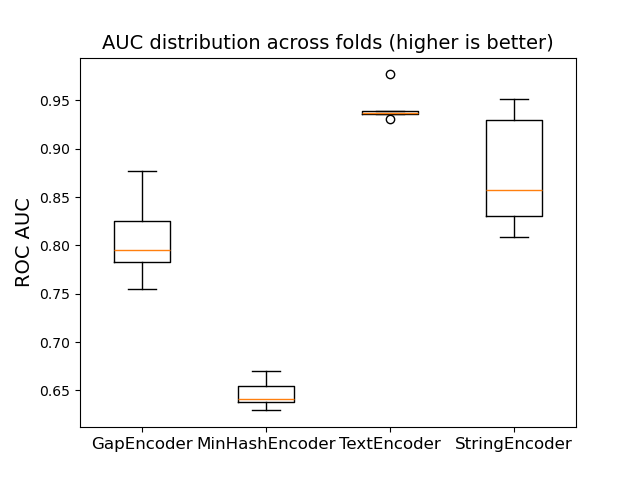 AUC distribution across folds (higher is better)
ROC AUC
0.95
0.90
0.85
0.80
0.75
0.70
0.65
GapEncoder MinHashEncoder TextEncoder StringEncoder